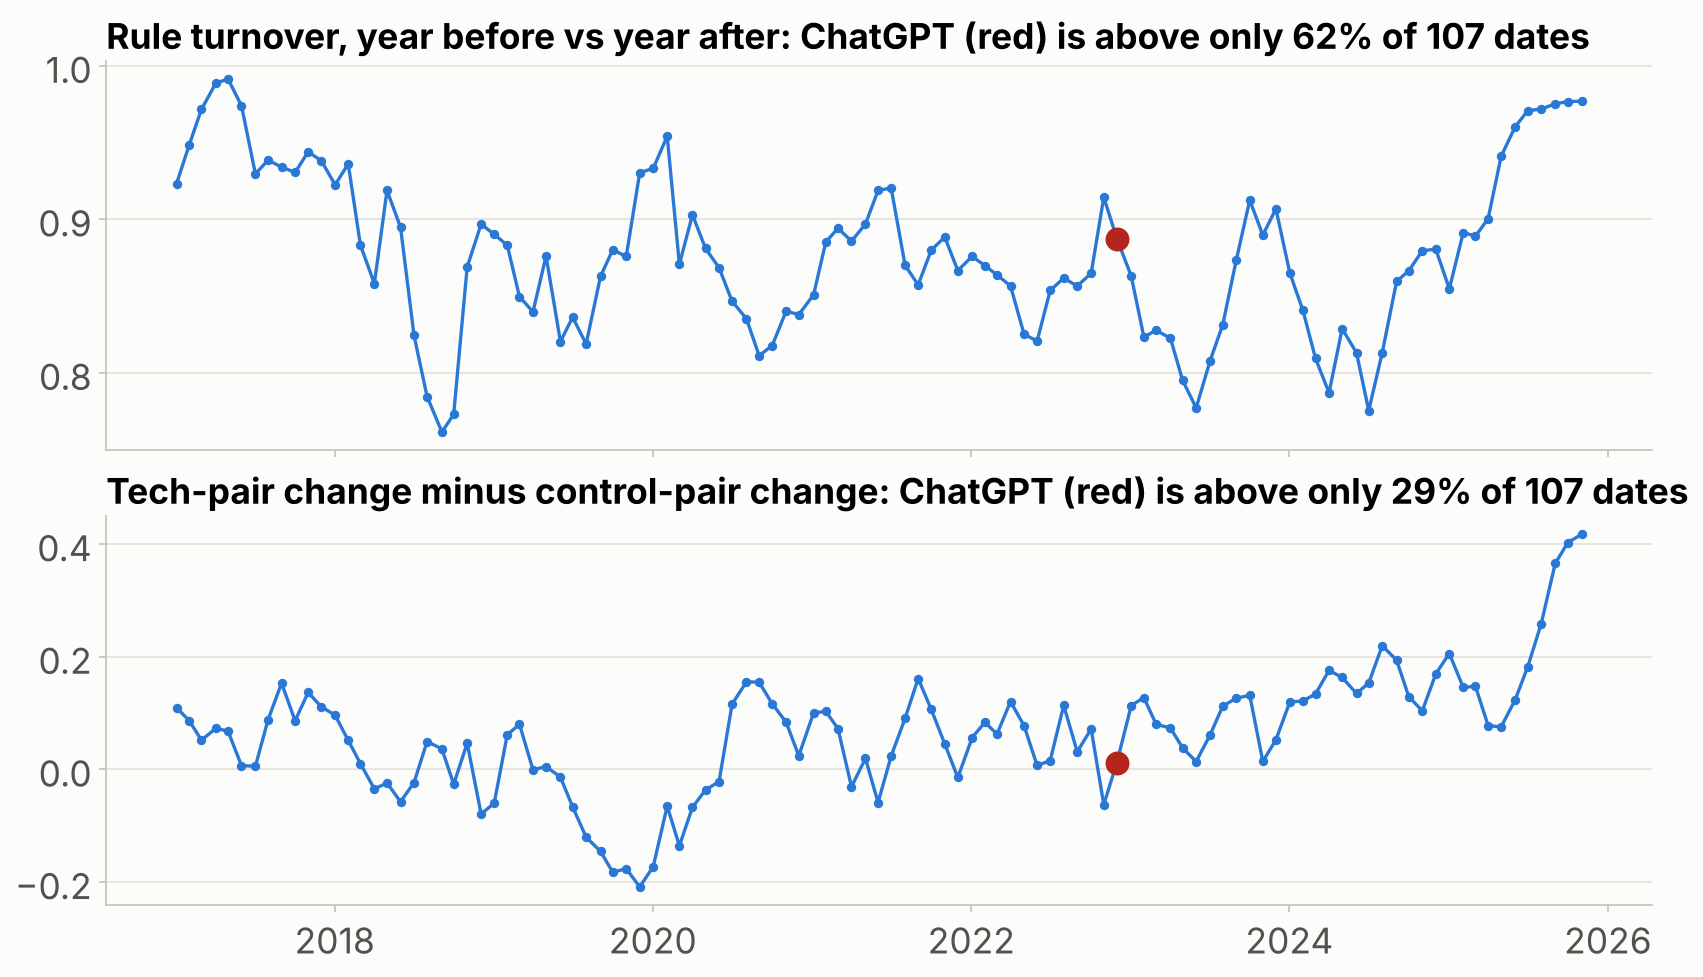 Rule turnover, year before vs year after: ChatGPT (red) is above only 62% of 107 dates
1.0
0.9
0.8
Tech-pair change minus control-pair change: ChatGPT (red) is above only 29% of 107 dates
0.4
0.2
0.0
−0.2
2018 2020 2022 2024 2026